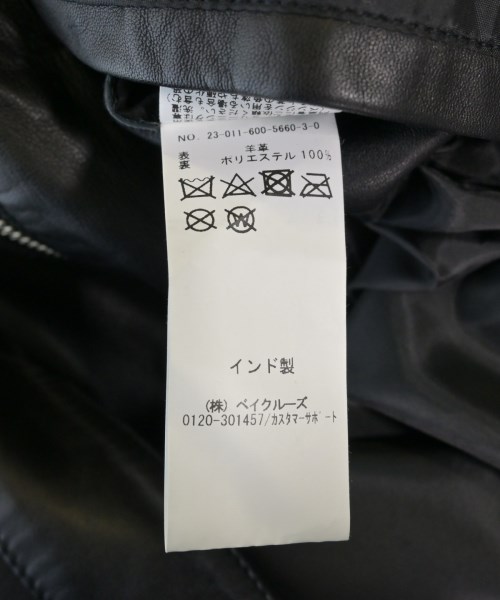 NO. 23-011-600-5660-3-0
表 羊革
裏 ポリエステル 100%
インド製
(株) ベイクルーズ
0120-301457/カスタマーサポート